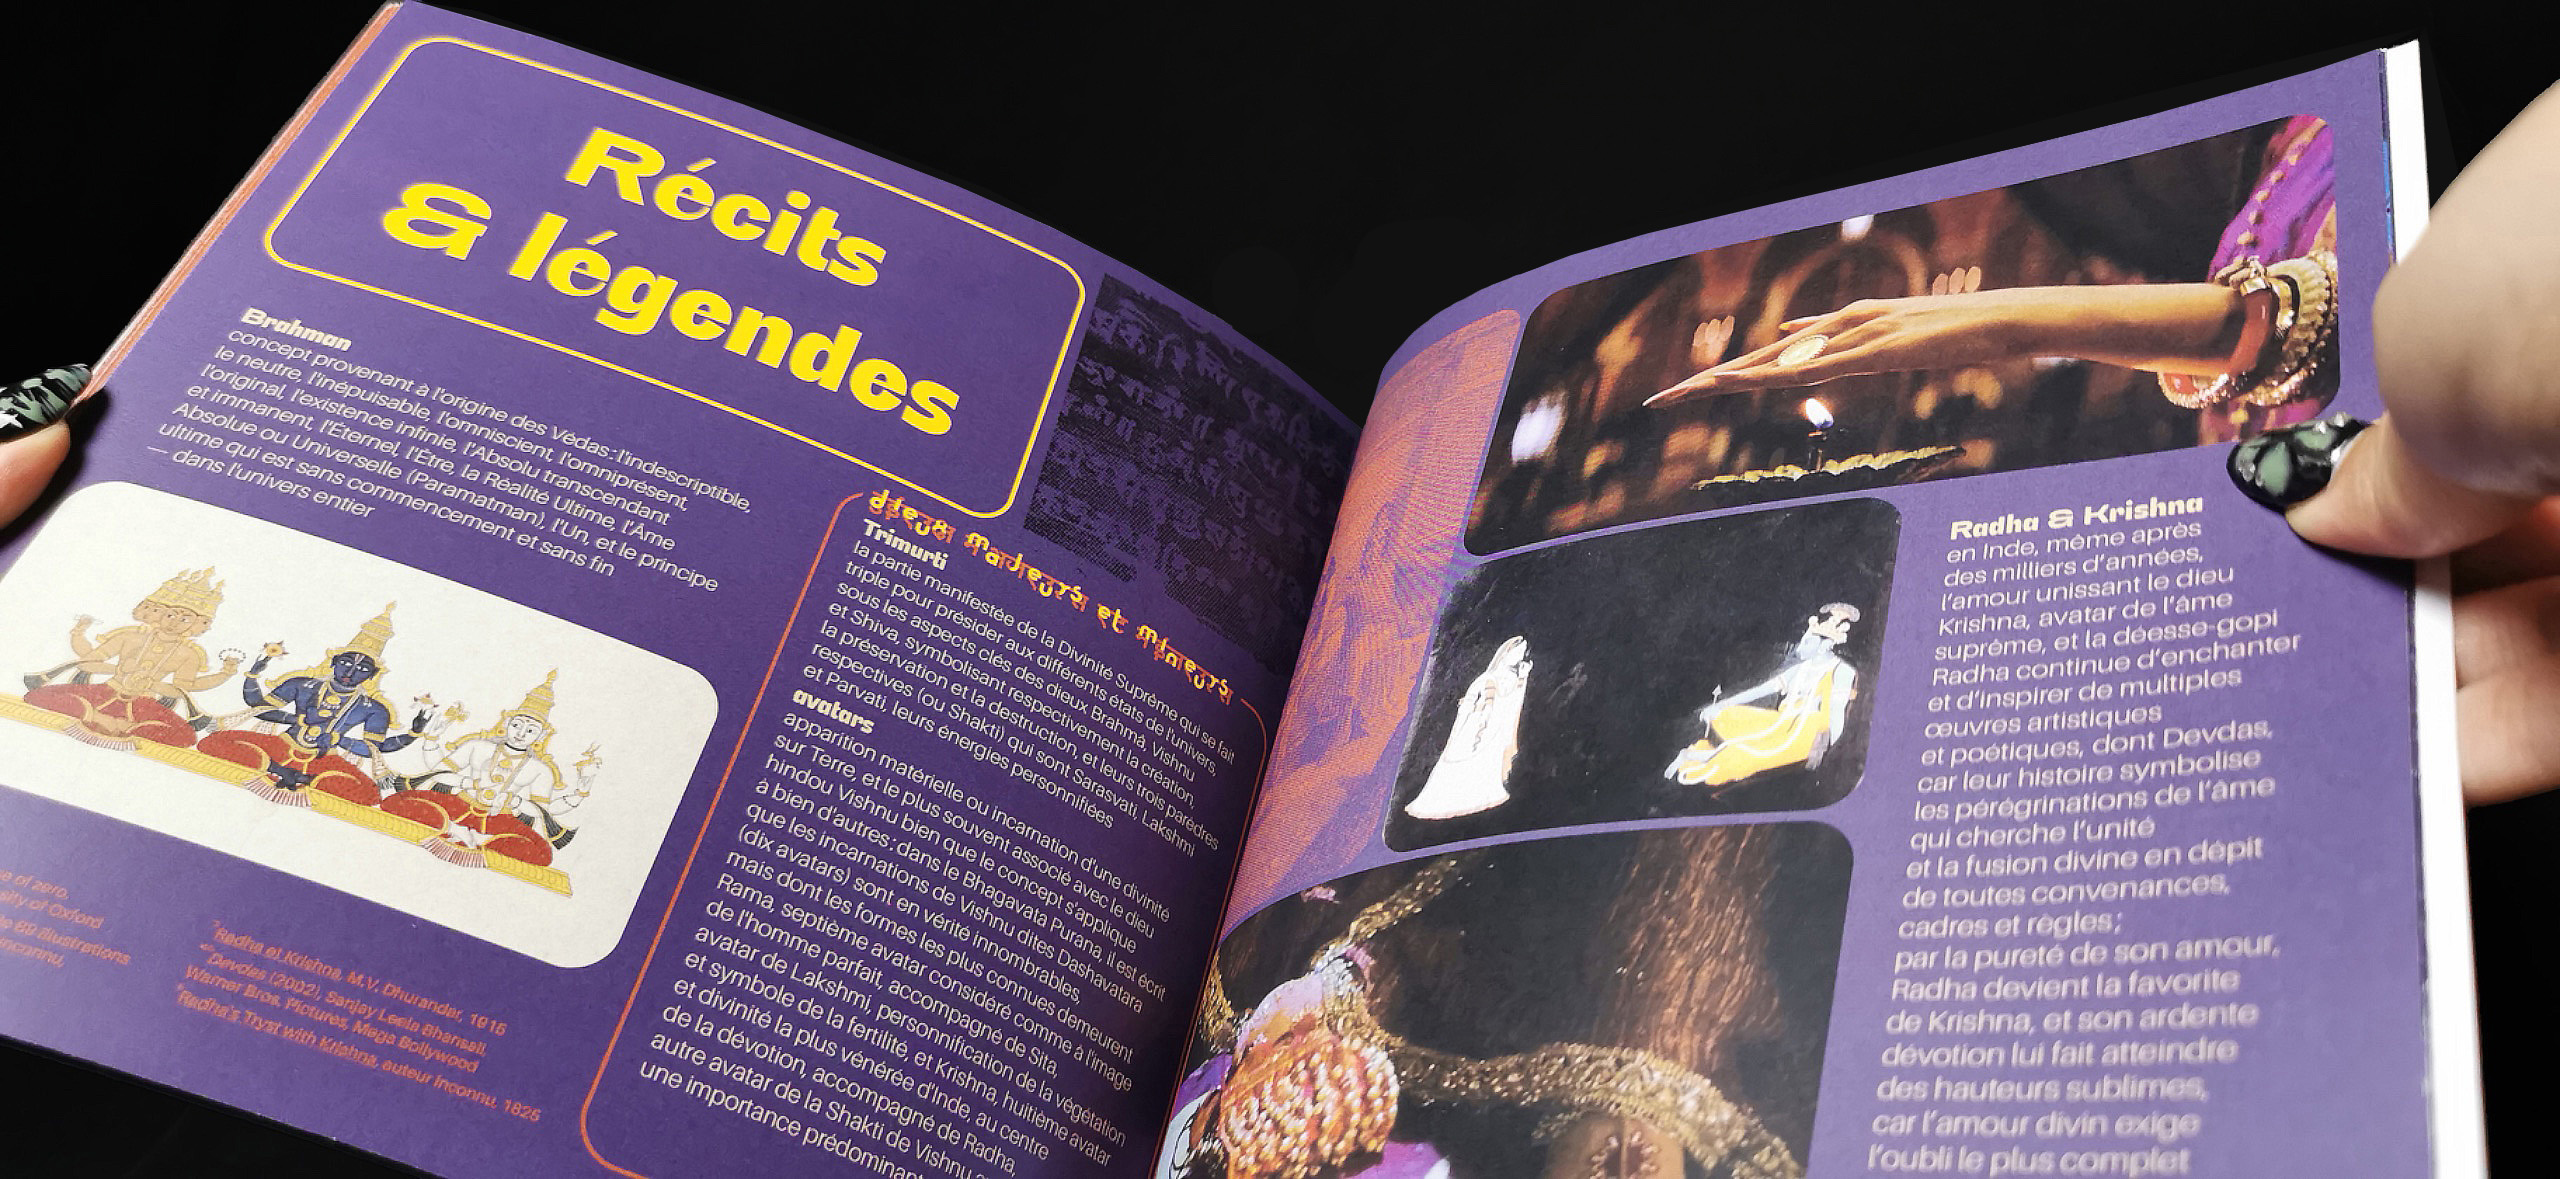 Récits
& légendes
Brahman
concept provenant à l'origine des Védas : l'indescriptible,
le neutre, l'inépuisable, l'omniscient, l'omniprésent,
l'original, l'existence infinie, l'Absolu transcendant
et immanent, l'Éternel, l'Être, la Réalité Ultime, l'Âme
Absolue ou Universelle (Paramatman), l'Un, et le principe
ultime qui est sans commencement et sans fin
— dans l'univers entier
e of zero,
sity of Oxford
89 illustrations
inconnu,
Radha et Krishna, M.V. Dhurandar, 1915
Devdas (2002), Sanjay Leela Bhansali,
Warner Bros. Pictures, Mega Bollywood
Radha's Tryst with Krishna, auteur inconnu, 1825
dieux majeurs et mineurs
Trimurti
la partie manifestée de la Divinité Suprême qui se fait
triple pour présider aux différents états de l'univers,
sous les aspects clés des dieux Brahmâ, Vishnu
et Shiva, symbolisant respectivement la création,
la préservation et la destruction, et leurs trois parèdres
respectives (ou Shakti) qui sont Sarasvati, Lakshmi
et Parvati, leurs énergies personnifiées
avatars
apparition matérielle ou incarnation d'une divinité
sur Terre, et le plus souvent associé avec le dieu
hindou Vishnu bien que le concept s'applique
à bien d'autres : dans le Bhagavata Purana, il est écrit
que les incarnations de Vishnu dites Dashavatara
(dix avatars) sont en vérité innombrables,
mais dont les formes les plus connues demeurent
Rama, septième avatar considéré comme à l'image
de l'homme parfait, accompagné de Sita,
avatar de Lakshmi, personnification de la végétation
et symbole de la fertilité, et Krishna, huitième avatar
et divinité la plus vénérée d'Inde, au centre
de la dévotion, accompagné de Radha,
autre avatar de la Shakti de Vishnu
une importance prédominant
Radha & Krishna
en Inde, même après
des milliers d'années,
l'amour unissant le dieu
Krishna, avatar de l'âme
suprême, et la déesse-gopi
Radha continue d'enchanter
et d'inspirer de multiples
œuvres artistiques
et poétiques, dont Devdas,
car leur histoire symbolise
les pérégrinations de l'âme
qui cherche l'unité
et la fusion divine en dépit
de toutes convenances,
cadres et règles ;
par la pureté de son amour,
Radha devient la favorite
de Krishna, et son ardente
dévotion lui fait atteindre
des hauteurs sublimes,
car l'amour divin exige
l'oubli le plus complet